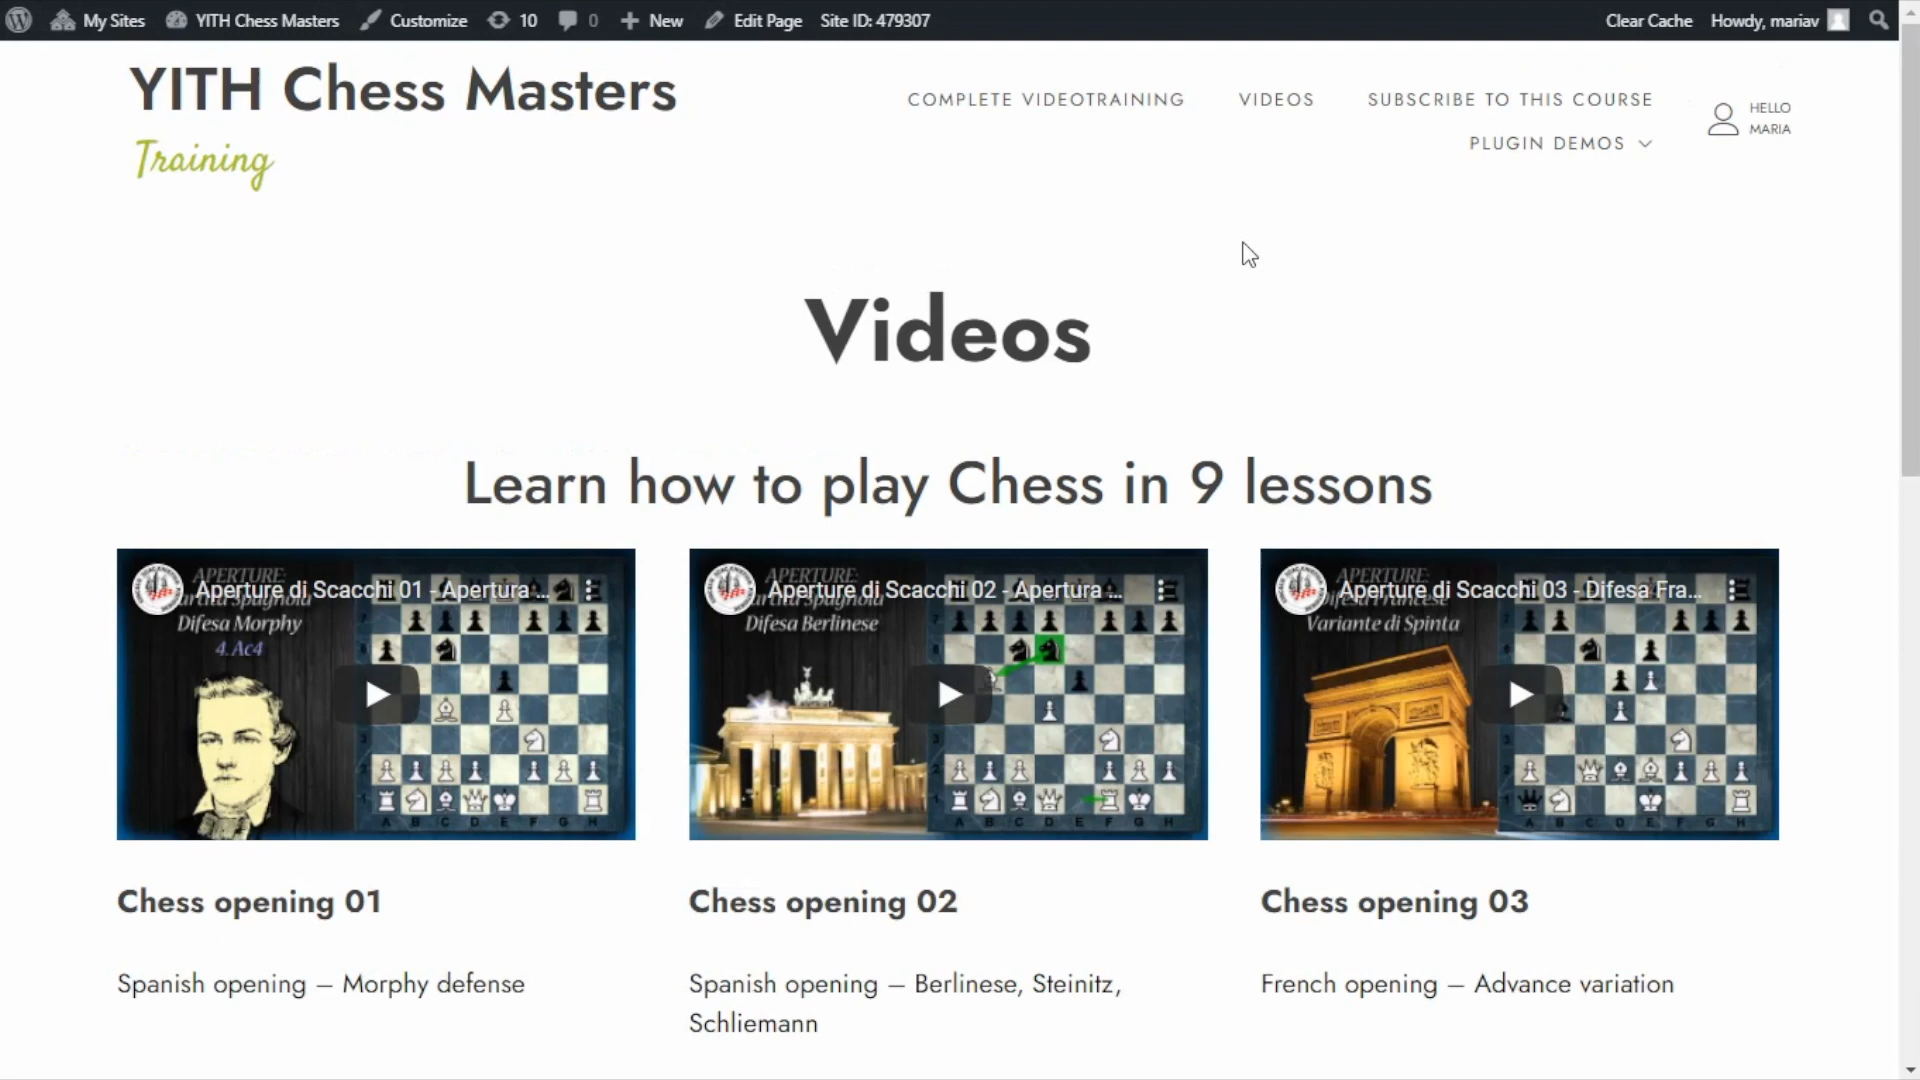 My Sites YITH Chess Masters Customize 10 0 New Edit Page Site ID: 479307 Clear Cache Howdy, mariav
YITH Chess Masters
Training
COMPLETE VIDEOTRAINING VIDEOS SUBSCRIBE TO THIS COURSE
PLUGIN DEMOS
HELLO
MARIA
Videos
Learn how to play Chess in 9 lessons
APERTURE:
Aperture di Scacchi 01 - Apertura ...
Difesa Morphy
4. Ac4
A B C D E F G H
APERTURE:
Aperture di Scacchi 02 - Apertura ...
Difesa Berlinese
A B C D E F G H
APERTURE:
Aperture di Scacchi 03 - Difesa Fra...
Variante di Spinta
A B C D E F G H
Chess opening 01
Spanish opening – Morphy defense
Chess opening 02
Spanish opening – Berlinese, Steinitz,
Schliemann
Chess opening 03
French opening – Advance variation